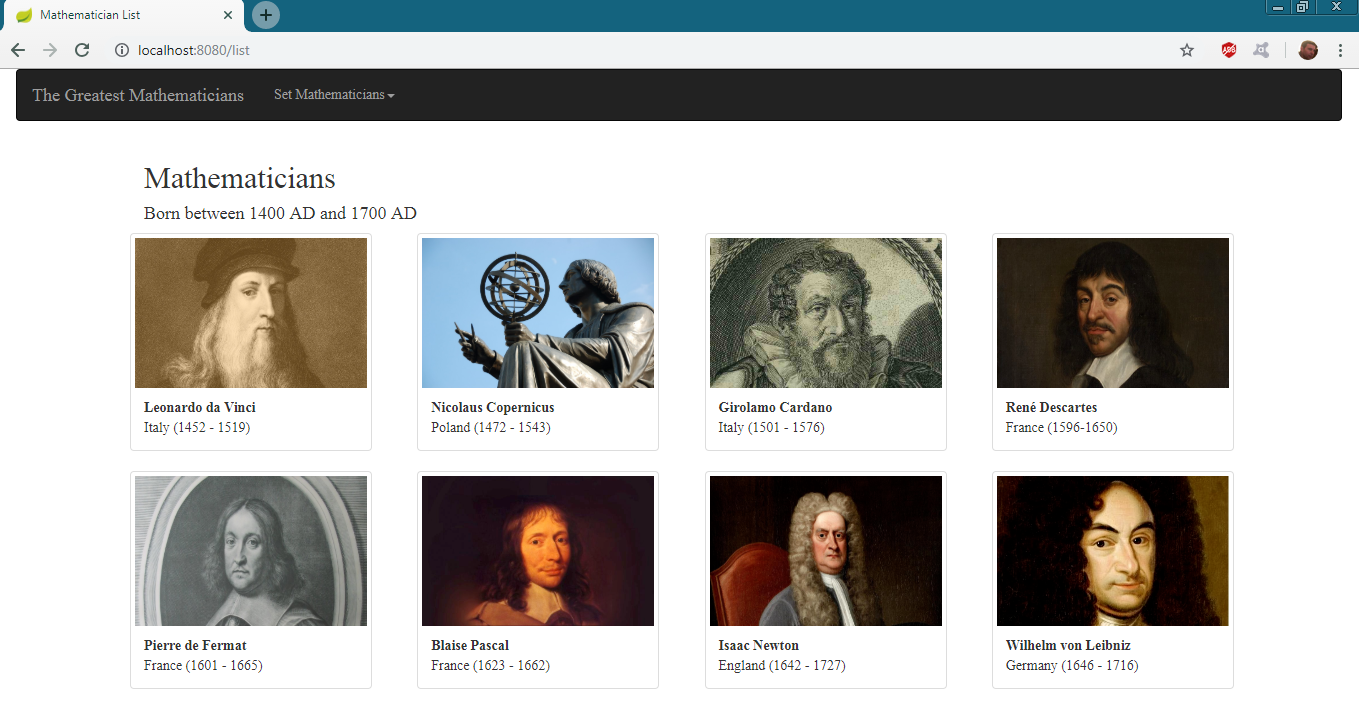 Mathematician List
localhost:8080/list
ABP
The Greatest Mathematicians
Set Mathematicians
Mathematicians
Born between 1400 AD and 1700 AD
Leonardo da Vinci
Italy (1452 - 1519)
Nicolaus Copernicus
Poland (1472 - 1543)
Girolamo Cardano
Italy (1501 - 1576)
René Descartes
France (1596-1650)
Pierre de Fermat
France (1601 - 1665)
Blaise Pascal
France (1623 - 1662)
Isaac Newton
England (1642 - 1727)
Wilhelm von Leibniz
Germany (1646 - 1716)